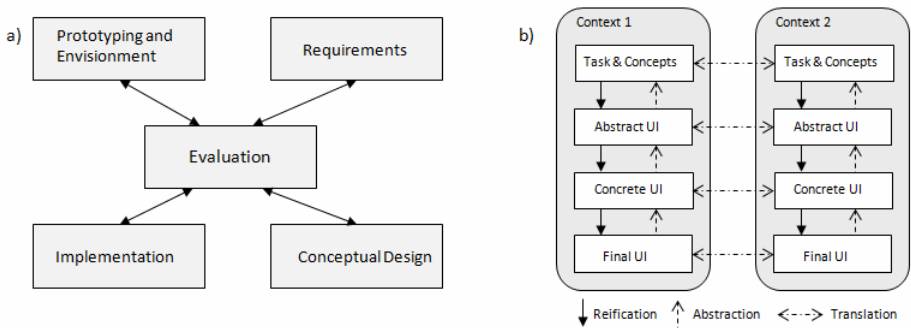 a)
Prototyping and
Envisionment
Requirements
Evaluation
Implementation
Conceptual Design
b)
Context 1
Task & Concepts
Abstract UI
Concrete UI
Final UI
Context 2
Task & Concepts
Abstract UI
Concrete UI
Final UI
Reification
Abstraction
Translation